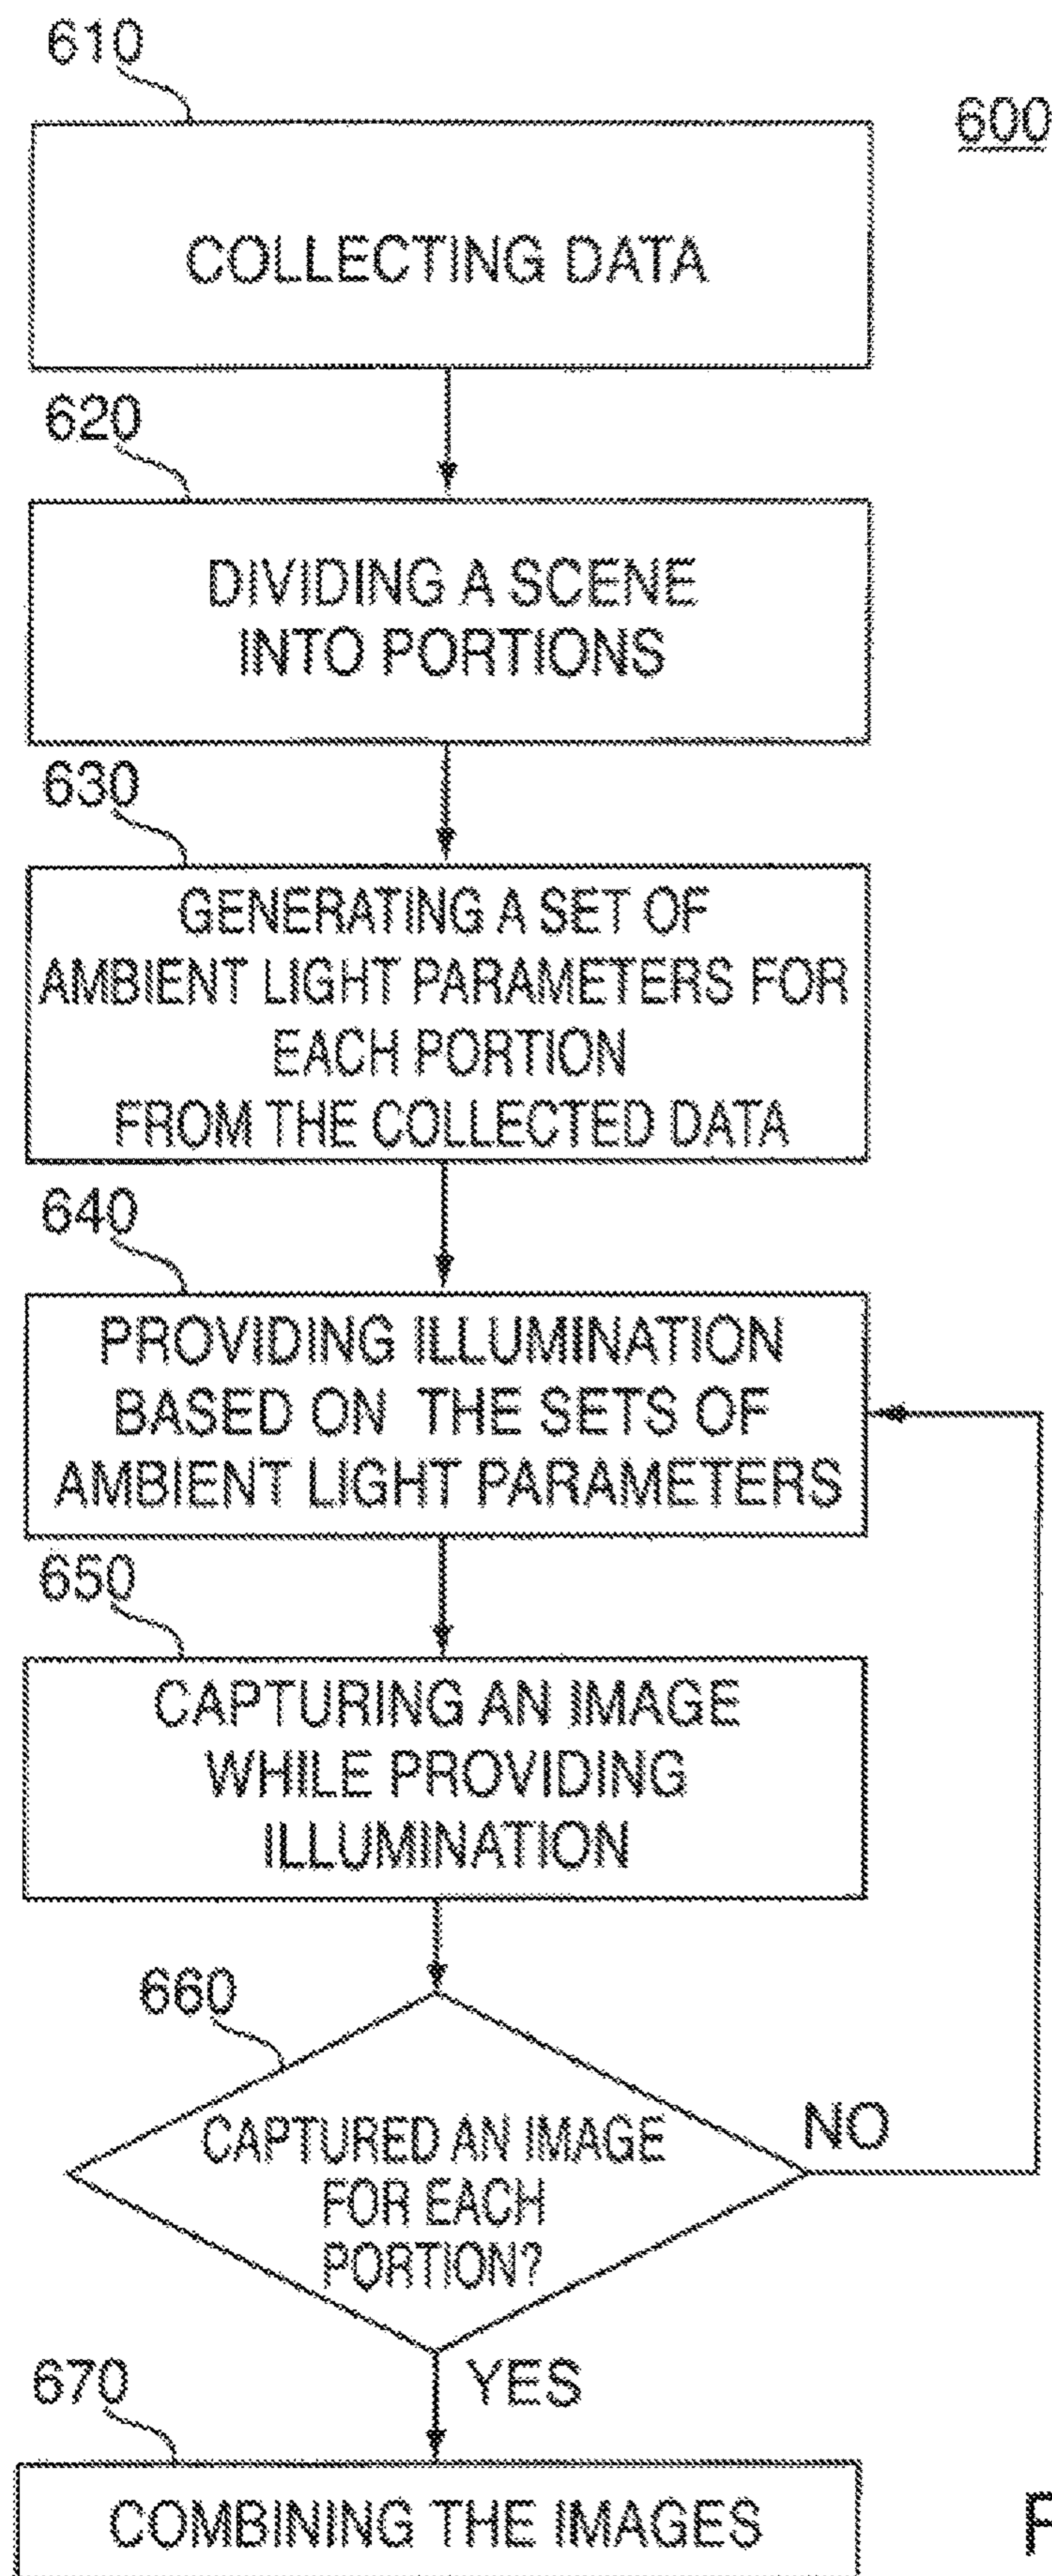 610
600
COLLECTING DATA
620
DIVIDING A SCENE
INTO PORTIONS
630
GENERATING A SET OF
AMBIENT LIGHT PARAMETERS FOR
EACH PORTION
FROM THE COLLECTED DATA
640
PROVIDING ILLUMINATION
BASED ON THE SETS OF
AMBIENT LIGHT PARAMETERS
650
CAPTURING AN IMAGE
WHILE PROVIDING
ILLUMINATION
660
CAPTURED AN IMAGE
FOR EACH
PORTION?
NO
YES
670
COMBINING THE IMAGES